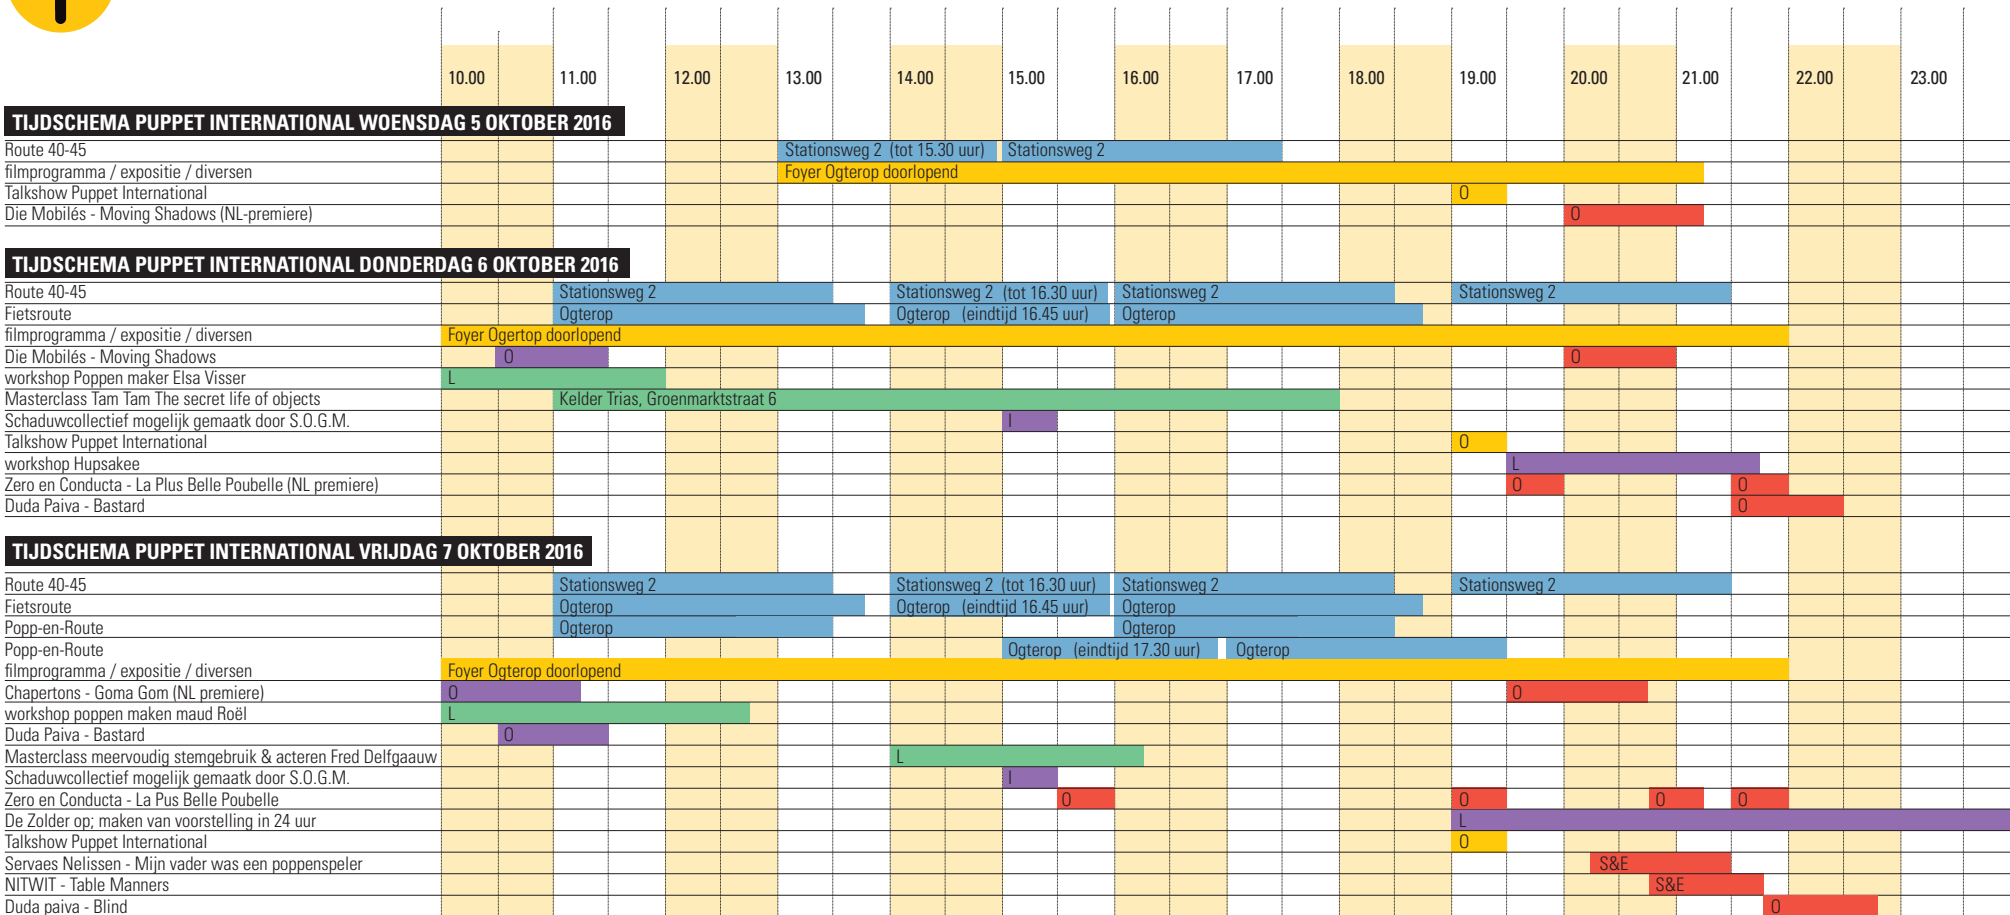 10.00 11.00 12.00 13.00 14.00 15.00 16.00 17.00 18.00 19.00 20.00 21.00 22.00 23.00
TIJDSCHEMA PUPPET INTERNATIONAL WOENSDAG 5 OKTOBER 2016
Route 40-45 Stationsweg 2 (tot 15.30 uur) Stationsweg 2
filmprogramma / expositie / diversen Foyer Ogterop doorlopend
Talkshow Puppet International O
Die Mobilés - Moving Shadows (NL-premiere) O
TIJDSCHEMA PUPPET INTERNATIONAL DONDERDAG 6 OKTOBER 2016
Route 40-45 Stationsweg 2 Stationsweg 2 (tot 16.30 uur) Stationsweg 2 Stationsweg 2
Fietsroute Ogterop Ogterop (eindtijd 16.45 uur) Ogterop
filmprogramma / expositie / diversen Foyer Ogertop doorlopend
Die Mobilés - Moving Shadows O O
workshop Poppen maker Elsa Visser L
Masterclass Tam Tam The secret life of objects Kelder Trias, Groenmarktstraat 6
Schaduwcollectief mogelijk gemaatk door S.O.G.M. I
Talkshow Puppet International O
workshop Hupsakee L
Zero en Conducta - La Plus Belle Poubelle (NL premiere) O O
Duda Paiva - Bastard O
TIJDSCHEMA PUPPET INTERNATIONAL VRIJDAG 7 OKTOBER 2016
Route 40-45 Stationsweg 2 Stationsweg 2 (tot 16.30 uur) Stationsweg 2 Stationsweg 2
Fietsroute Ogterop Ogterop (eindtijd 16.45 uur) Ogterop
Popp-en-Route Ogterop Ogterop
Popp-en-Route Ogterop (eindtijd 17.30 uur) Ogterop
filmprogramma / expositie / diversen Foyer Ogterop doorlopend
Chapertons - Goma Gom (NL premiere) O O
workshop poppen maken maud Roël L
Duda Paiva - Bastard O
Masterclass meervoudig stemgebruik & acteren Fred Delfgaauw L
Schaduwcollectief mogelijk gemaatk door S.O.G.M. I
Zero en Conducta - La Pus Belle Poubelle O O O O
De Zolder op; maken van voorstelling in 24 uur L
Talkshow Puppet International O
Servaes Nelissen - Mijn vader was een poppenspeler S&E
NITWIT - Table Manners S&E
Duda paiva - Blind O